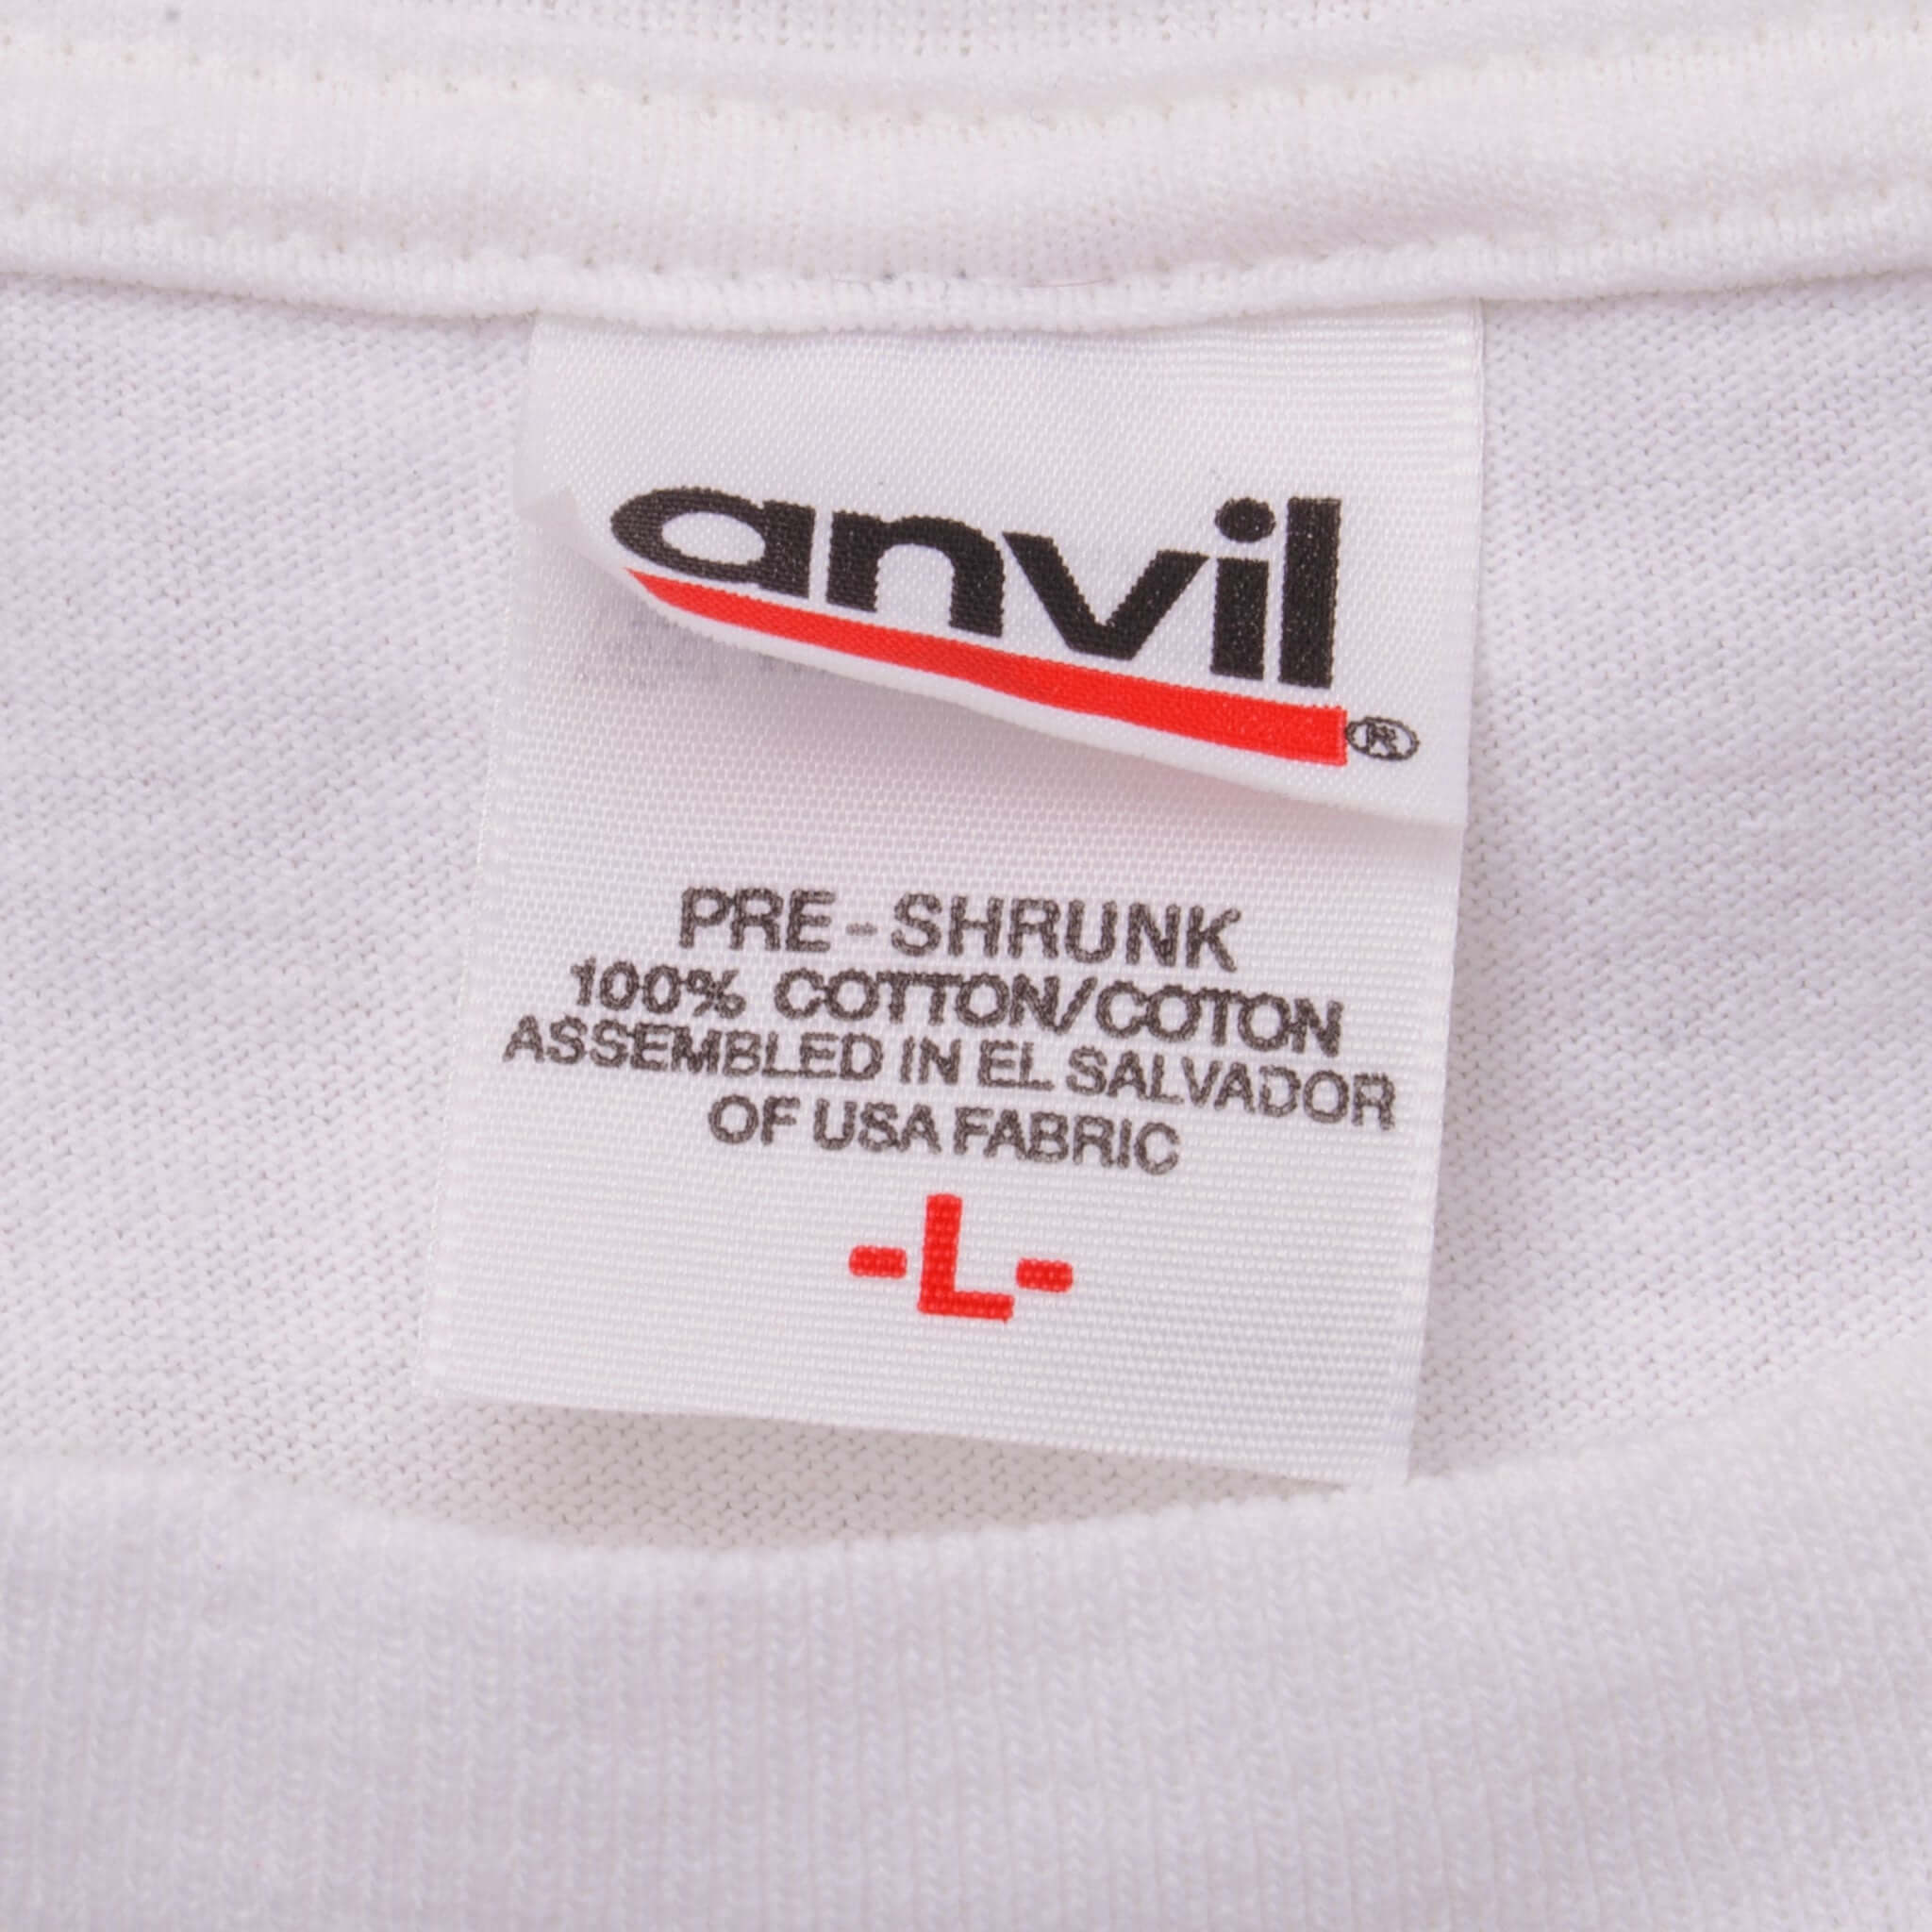 anvil®
PRE-SHRUNK
100% COTTON/COTON
ASSEMBLED IN EL SALVADOR
OF USA FABRIC
-L-